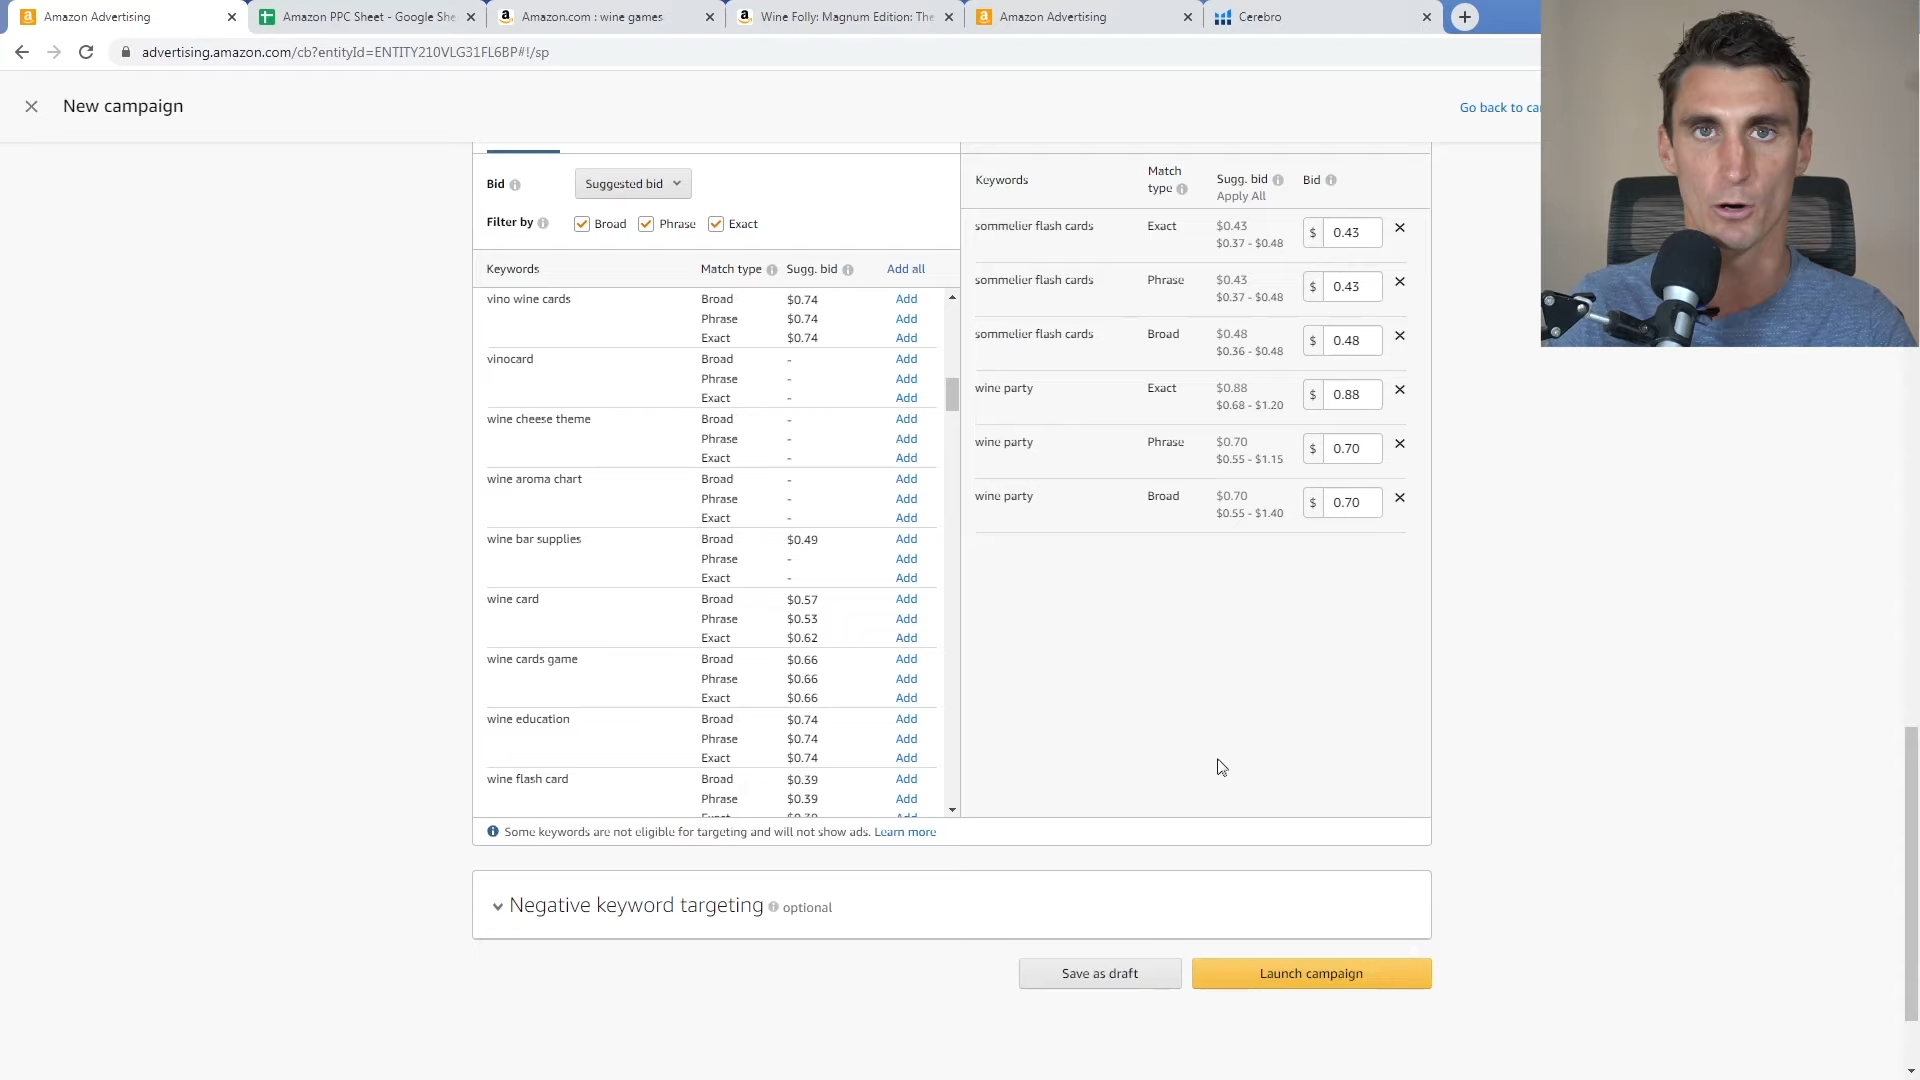 Amazon Advertising
Amazon PPC Sheet - Google She
Amazon.com : wine games
Wine Folly: Magnum Edition: The
Amazon Advertising
Cerebro
advertising.amazon.com/cb?entityId=ENTITY210VLG31FL6BP#!/sp
New campaign
Go back to ca
Bid
Suggested bid
Filter by
Broad
Phrase
Exact
Keywords Match type Sugg. bid Add all
vino wine cards Broad $0.74 Add
Phrase $0.74 Add
Exact $0.74 Add
vinocard Broad - Add
Phrase - Add
Exact - Add
wine cheese theme Broad - Add
Phrase - Add
Exact - Add
wine aroma chart Broad - Add
Phrase - Add
Exact - Add
wine bar supplies Broad $0.49 Add
Phrase - Add
Exact - Add
wine card Broad $0.57 Add
Phrase $0.53 Add
Exact $0.62 Add
wine cards game Broad $0.66 Add
Phrase $0.66 Add
Exact $0.66 Add
wine education Broad $0.74 Add
Phrase $0.74 Add
Exact $0.74 Add
wine flash card Broad $0.39 Add
Phrase $0.39 Add
Exact $0.39 Add
Keywords Match type Sugg. bid Bid
Apply All
sommelier flash cards Exact $0.43 $ 0.43
$0.37 - $0.48
sommelier flash cards Phrase $0.43 $ 0.43
$0.37 - $0.48
sommelier flash cards Broad $0.48 $ 0.48
$0.36 - $0.48
wine party Exact $0.88 $ 0.88
$0.68 - $1.20
wine party Phrase $0.70 $ 0.70
$0.55 - $1.15
wine party Broad $0.70 $ 0.70
$0.55 - $1.40
Some keywords are not eligible for targeting and will not show ads. Learn more
Negative keyword targeting optional
Save as draft
Launch campaign